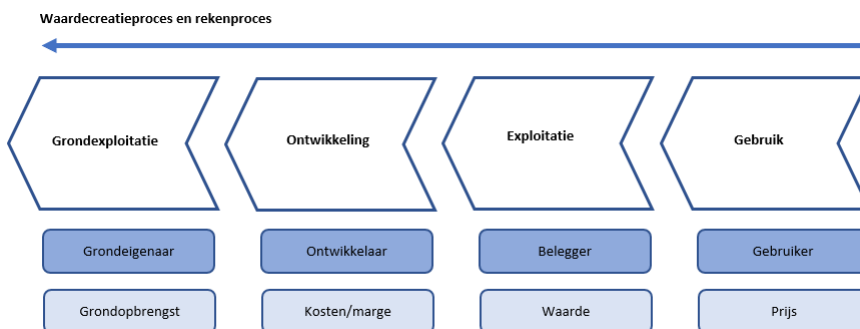 Waardecreatieproces en rekenproces
Grondexploitatie
Ontwikkeling
Exploitatie
Gebruik
Grondeigenaar
Ontwikkelaar
Belegger
Gebruiker
Grondopbrengst
Kosten/marge
Waarde
Prijs